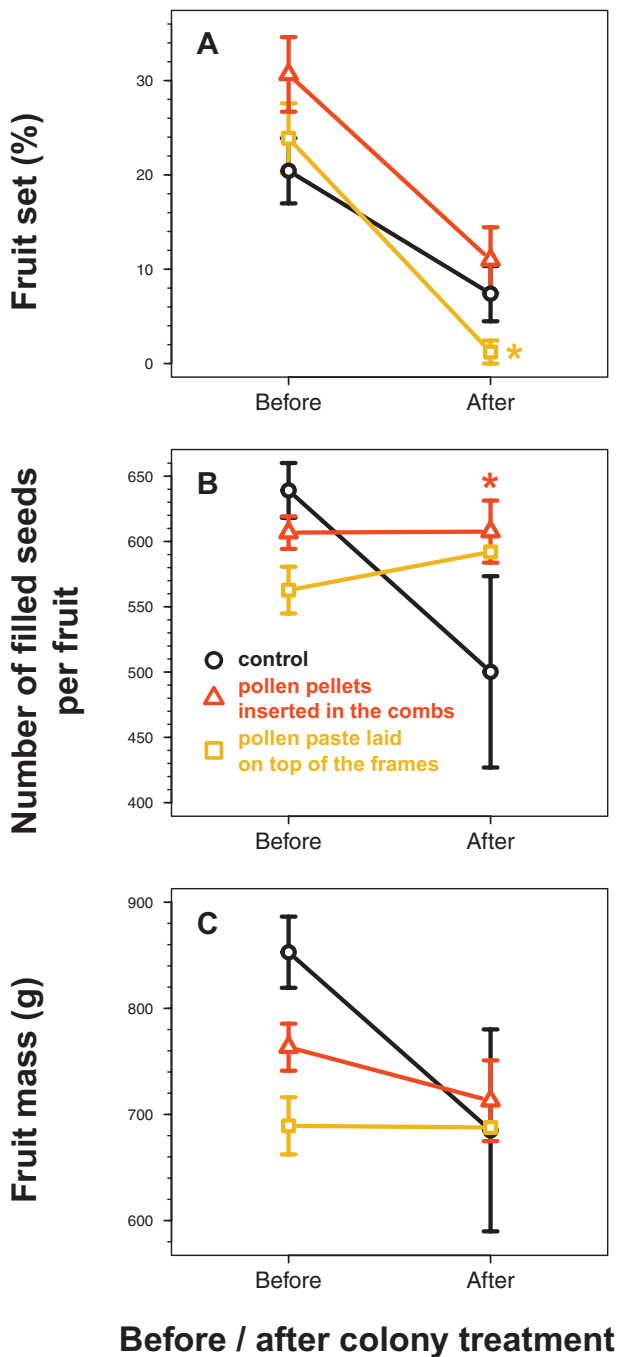 A
Fruit set (%)
30
20
10
0
Before
After
*
B
Number of filled seeds
per fruit
650
600
550
500
450
400
*
control
pollen pellets
inserted in the combs
pollen paste laid
on top of the frames
Before
After
C
Fruit mass (g)
900
800
700
600
Before
After
Before / after colony treatment